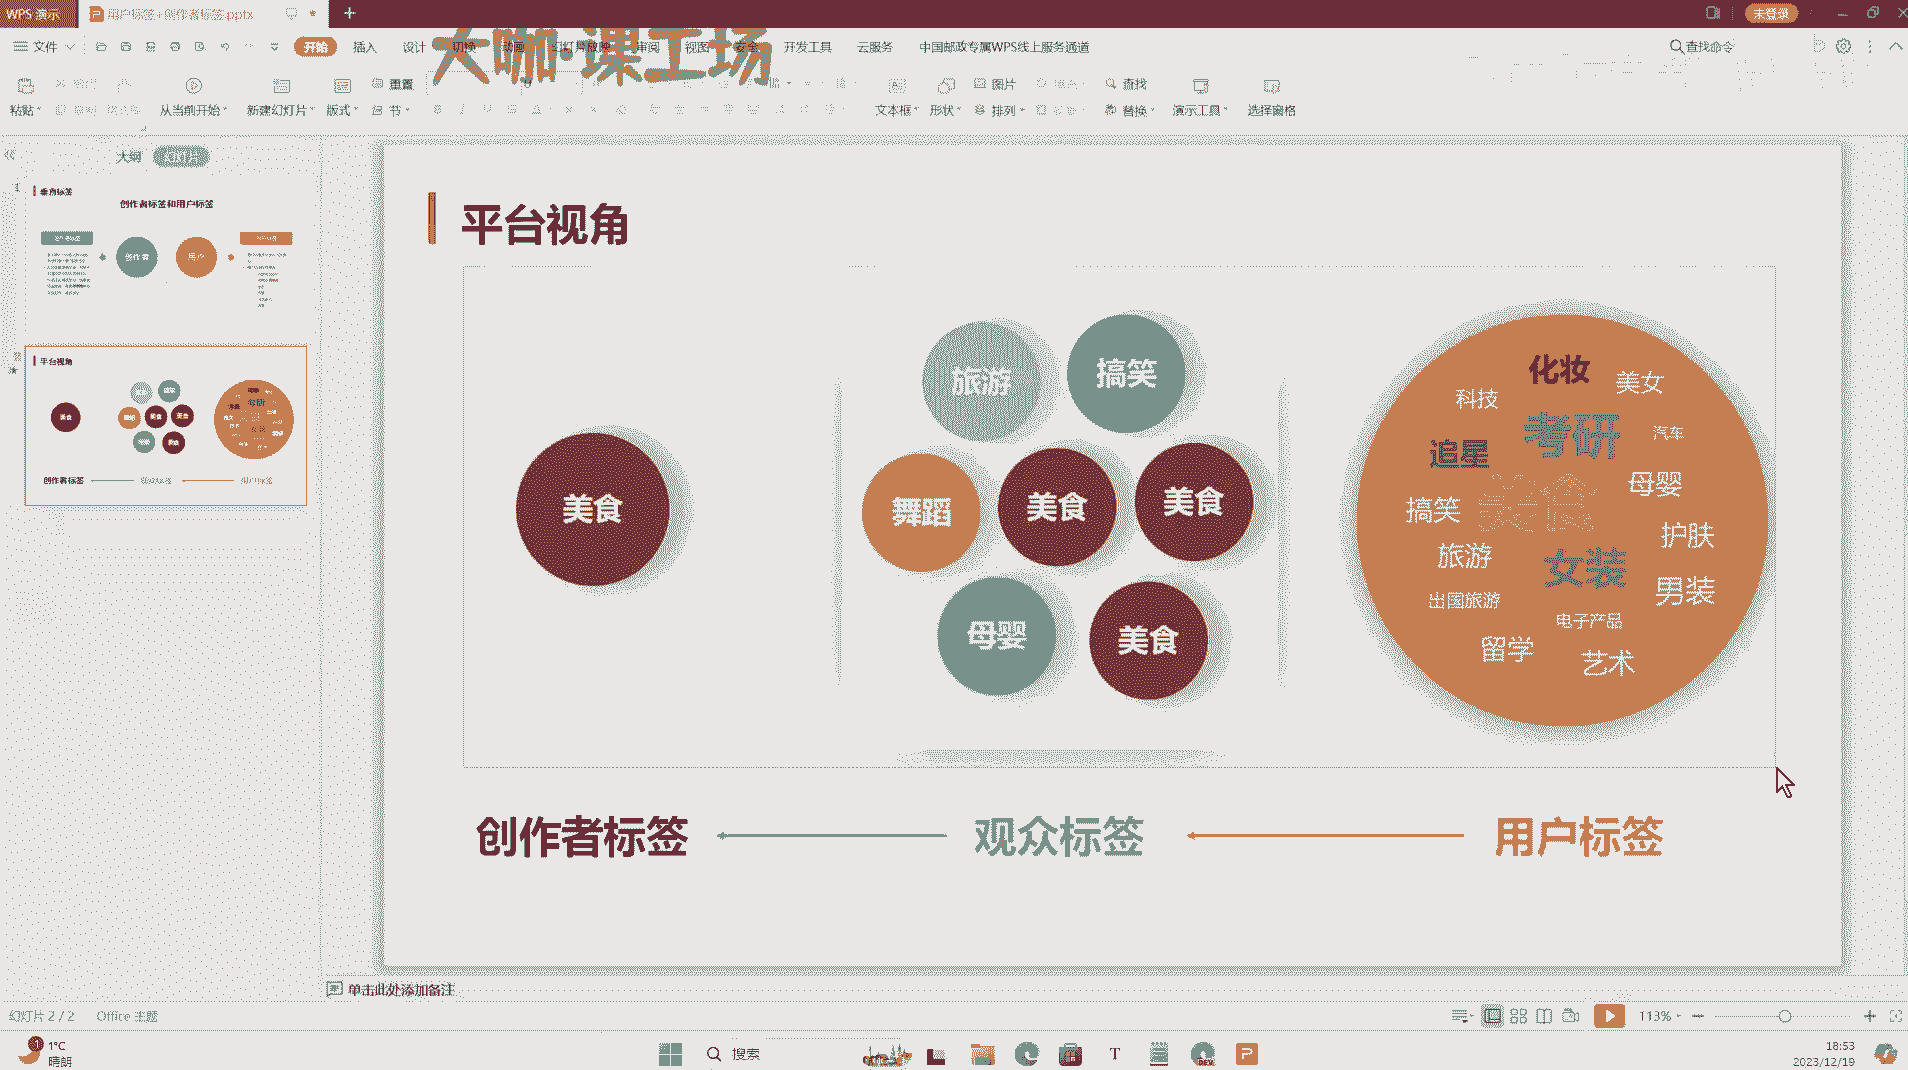 WPS 演示
用户标签+创作者标签.pptx
未登录
文件
开始
插入
设计
切换
动画
幻灯片放映
审阅
视图
安全
开发工具
云服务
中国邮政专属WPS线上服务通道
查找命令
大咖·课工场
粘贴
从当前开始
新建幻灯片
版式
重置
节
文本框
形状
图片
排列
查找
替换
演示工具
选择窗格
大纲
幻灯片
1
垂直标签
创作者标签和用户标签
创作者
用户
2
平台视角
美食
搞笑
舞蹈
美食
美食
母婴
美食
创作者标签
观众标签
用户标签
平台视角
美食
旅游
搞笑
舞蹈
美食
美食
母婴
美食
化妆
美女
科技
考研
汽车
追星
母婴
搞笑
美食
护肤
旅游
女装
男装
出国旅游
电子产品
留学
艺术
创作者标签
观众标签
用户标签
单击此处添加备注
幻灯片 2 / 2
Office 主题
113%
1°C
晴朗
搜索
18:53
2023/12/19